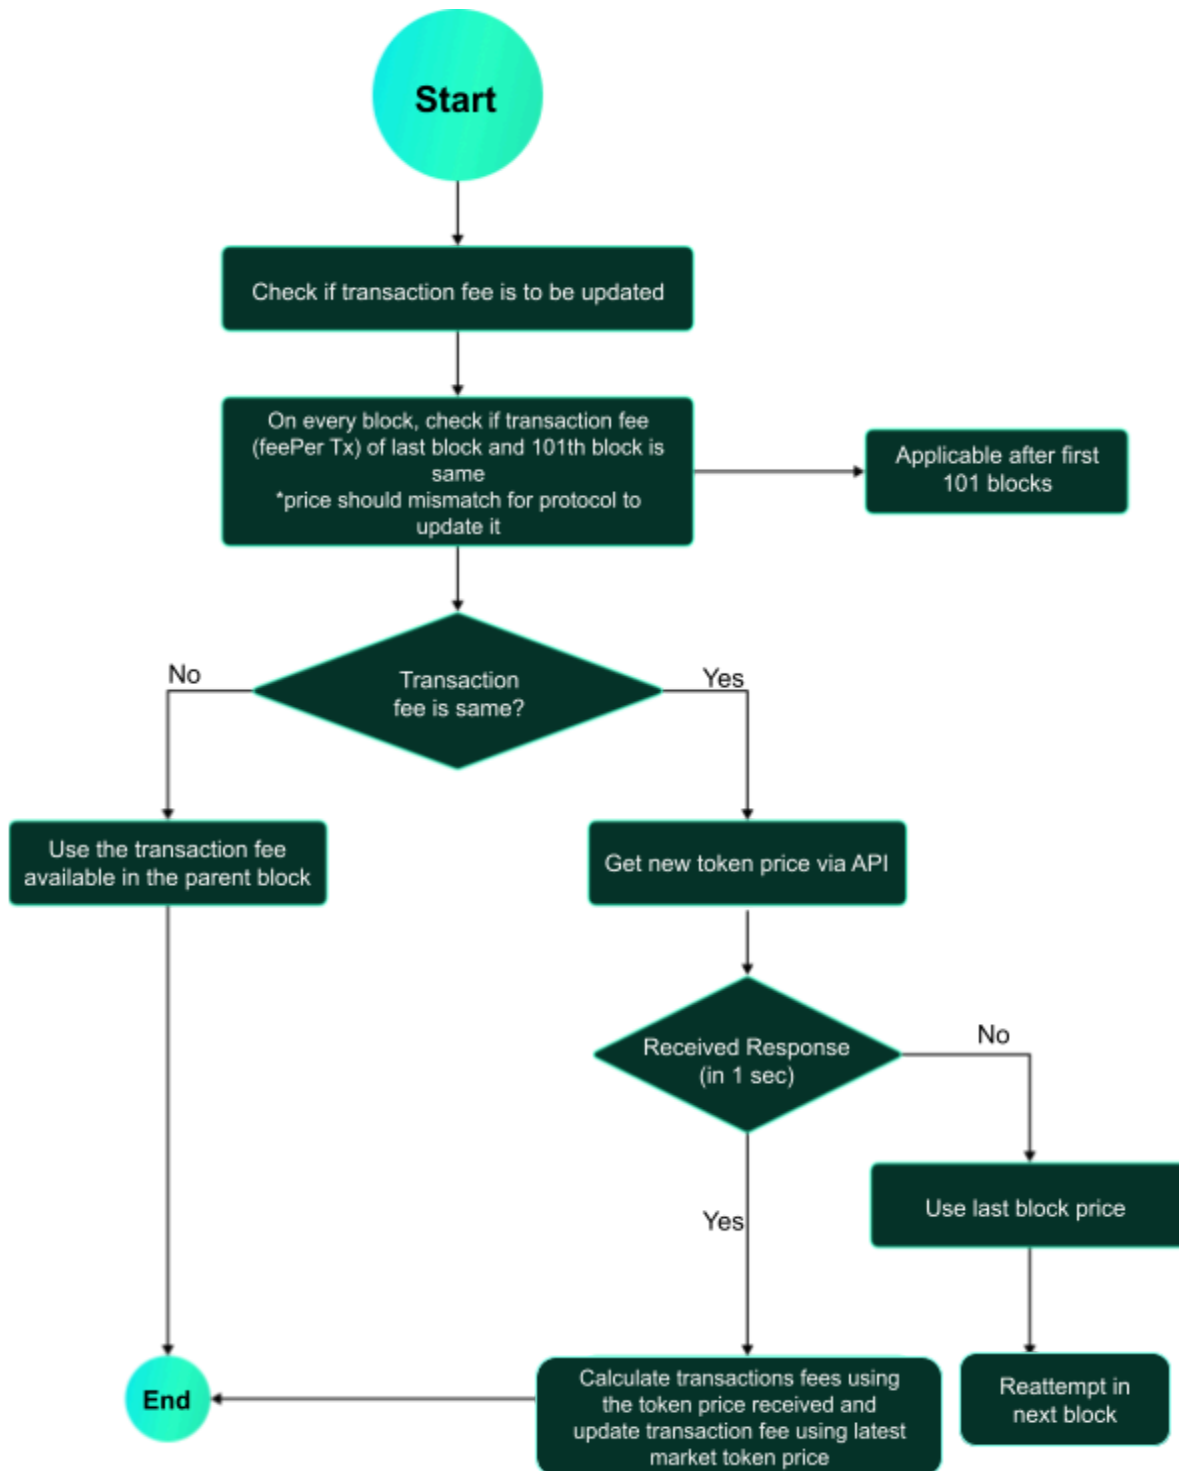 Start
Check if transaction fee is to be updated
On every block, check if transaction fee
(feePer Tx) of last block and 101th block is
same
*price should mismatch for protocol to
update it
Applicable after first
101 blocks
Transaction
fee is same?
No
Yes
Use the transaction fee
available in the parent block
Get new token price via API
Received Response
(in 1 sec)
No
Yes
Use last block price
End
Calculate transactions fees using
the token price received and
update transaction fee using latest
market token price
Reattempt in
next block